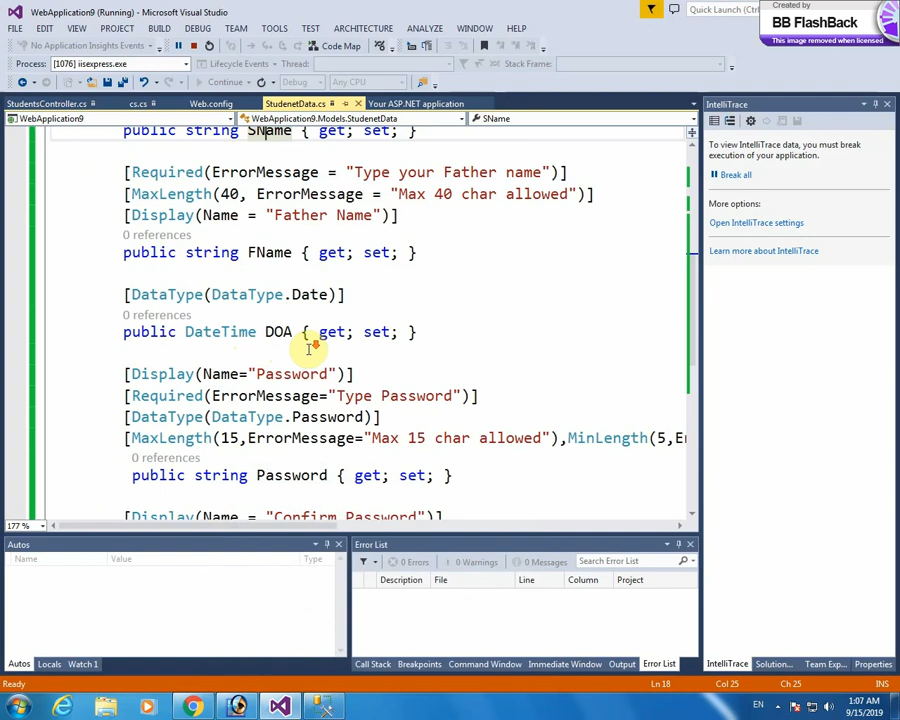 WebApplication9 (Running) - Microsoft Visual Studio
Quick Launch (
Created by
BB FlashBack
This image removed when registered
FILE EDIT VIEW PROJECT BUILD DEBUG TEAM TOOLS TEST ARCHITECTURE ANALYZE WINDOW HELP
No Application Insights Events Code Map
Process: [1076] iisexpress.exe Lifecycle Events Thread: Stack Frame:
Continue Debug Any CPU
StudentsController.cs cs.cs Web.config StudenetData.cs Your ASP.NET application
WebApplication9 WebApplication9.Models.StudenetData SName
public string SName { get; set; }
[Required(ErrorMessage = "Type your Father name")]
[MaxLength(40, ErrorMessage = "Max 40 char allowed")]
[Display(Name = "Father Name")]
0 references
public string FName { get; set; }
[DataType(DataType.Date)]
0 references
public DateTime DOA { get; set; }
[Display(Name="Password")]
[Required(ErrorMessage="Type Password")]
[DataType(DataType.Password)]
[MaxLength(15,ErrorMessage="Max 15 char allowed"),MinLength(5,E
0 references
public string Password { get; set; }
[Display(Name = "Confirm Password")]
177 %
IntelliTrace
To view IntelliTrace data, you must break
execution of your application.
Break all
More options:
Open IntelliTrace settings
Learn more about IntelliTrace
Autos
Name Value Type
Error List
0 Errors 0 Warnings 0 Messages Search Error List
Description File Line Column Project
Autos Locals Watch 1
Call Stack Breakpoints Command Window Immediate Window Output Error List
IntelliTrace Solution... Team Exp... Properties
Ready Ln 18 Col 25 Ch 25 INS
EN 1:07 AM
9/15/2019